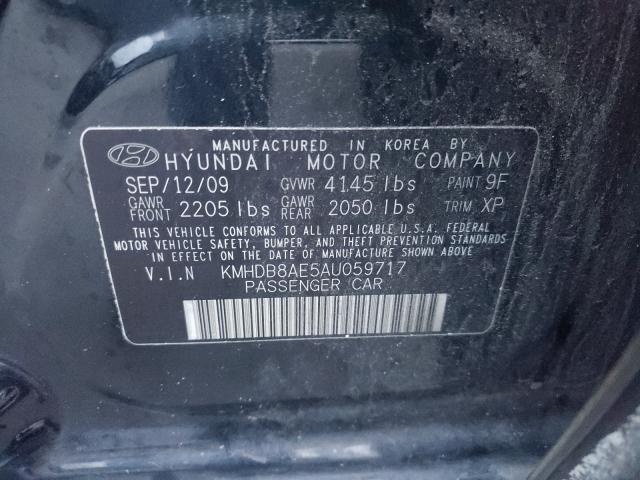 MANUFACTURED IN KOREA BY
HYUNDAI MOTOR COMPANY
SEP/12/09 GVWR 4145 lbs PAINT 9F
GAWR FRONT 2205 lbs GAWR REAR 2050 lbs TRIM XP
THIS VEHICLE CONFORMS TO ALL APPLICABLE U.S.A. FEDERAL
MOTOR VEHICLE SAFETY, BUMPER, AND THEFT PREVENTION STANDARDS
IN EFFECT ON THE DATE OF MANUFACTURE SHOWN ABOVE
V.I.N KMHDB8AE5AU059717
PASSENGER CAR